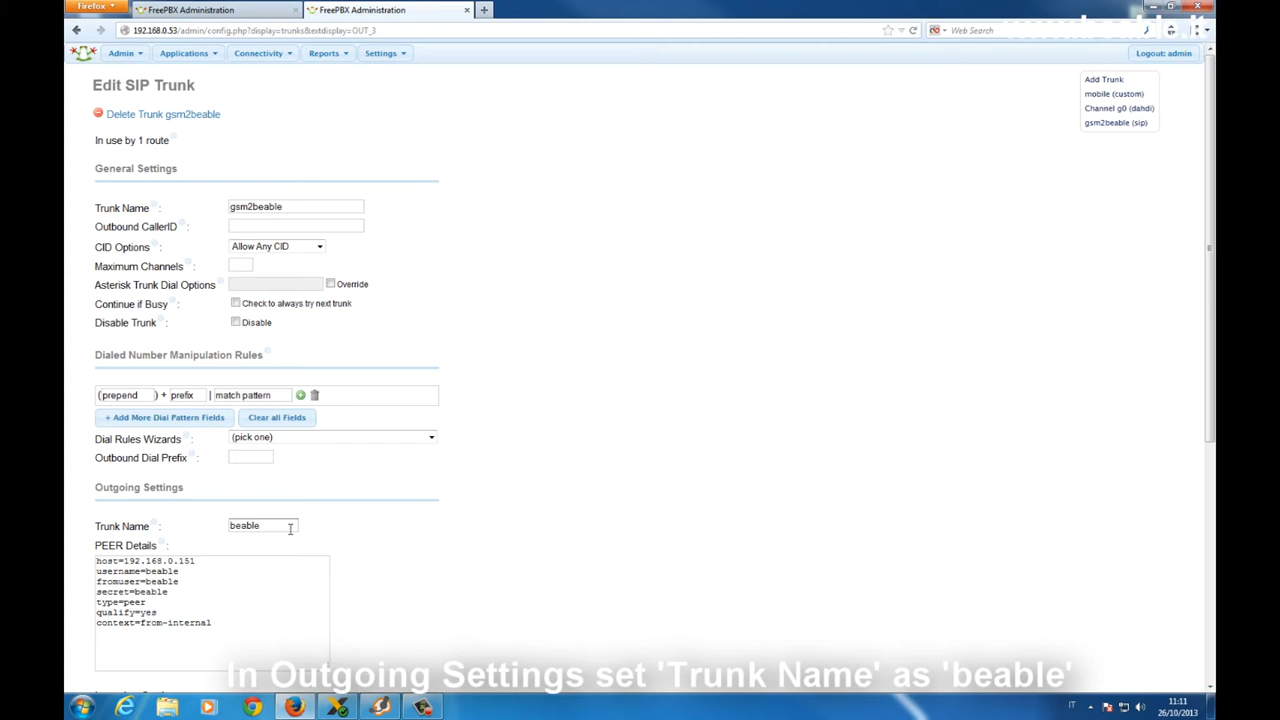 Firefox
FreePBX Administration
FreePBX Administration
192.168.0.53/admin/config.php?display=trunks&extdisplay=OUT_3
Web Search
Admin
Applications
Connectivity
Reports
Settings
Logout: admin
Edit SIP Trunk
Add Trunk
mobile (custom)
Channel g0 (dahdi)
gsm2beable (sip)
Delete Trunk gsm2beable
In use by 1 route
General Settings
Trunk Name : gsm2beable
Outbound CallerID :
CID Options : Allow Any CID
Maximum Channels :
Asterisk Trunk Dial Options : Override
Continue if Busy : Check to always try next trunk
Disable Trunk : Disable
Dialed Number Manipulation Rules
(prepend ) + prefix | match pattern
+ Add More Dial Pattern Fields Clear all Fields
Dial Rules Wizards : (pick one)
Outbound Dial Prefix :
Outgoing Settings
Trunk Name : beable
PEER Details :
host=192.168.0.151
username=beable
fromuser=beable
secret=beable
type=peer
qualify=yes
context=from-internal
In Outgoing Settings set 'Trunk Name' as 'beable'
IT
11:11
26/10/2013